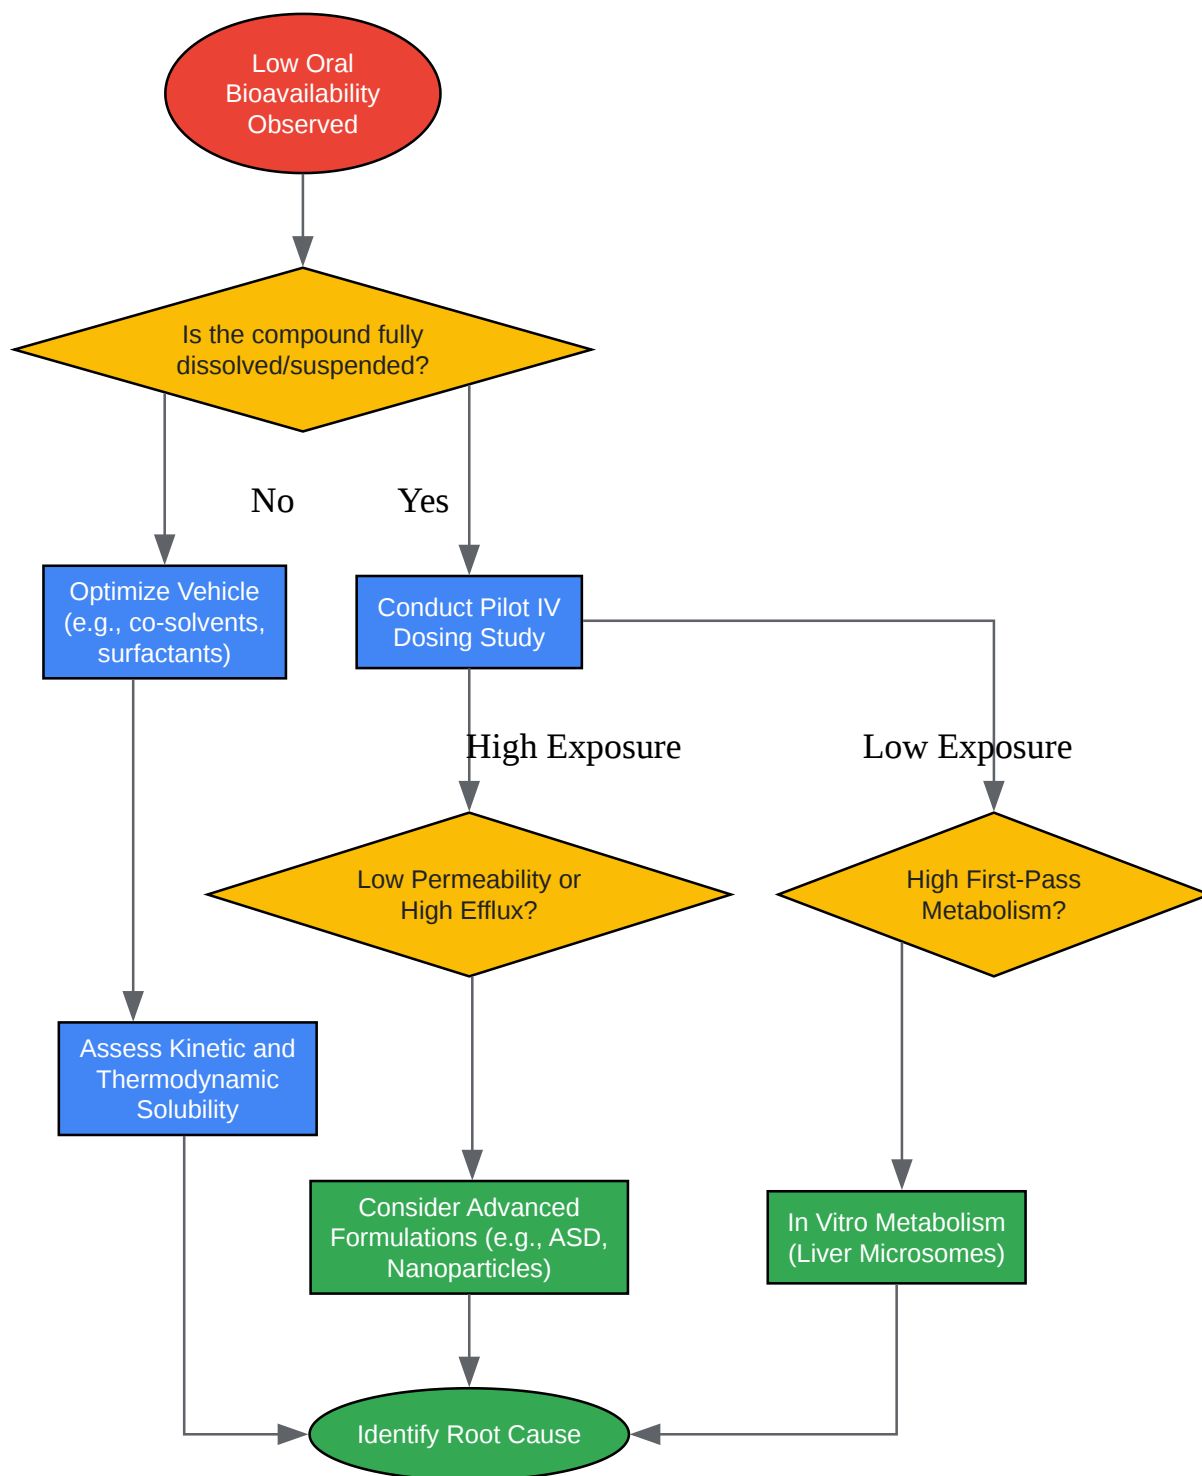 Low Oral
Bioavailability
Observed
Is the compound fully
dissolved/suspended?
No
Yes
Optimize Vehicle
(e.g., co-solvents,
surfactants)
Conduct Pilot IV
Dosing Study
High Exposure
Low Exposure
Low Permeability or
High Efflux?
High First-Pass
Metabolism?
Assess Kinetic and
Thermodynamic
Solubility
Consider Advanced
Formulations (e.g., ASD,
Nanoparticles)
In Vitro Metabolism
(Liver Microsomes)
Identify Root Cause